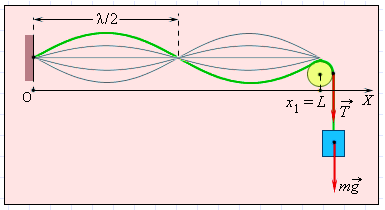 λ/2
O
x₁ = L
X
T⃗
mg⃗